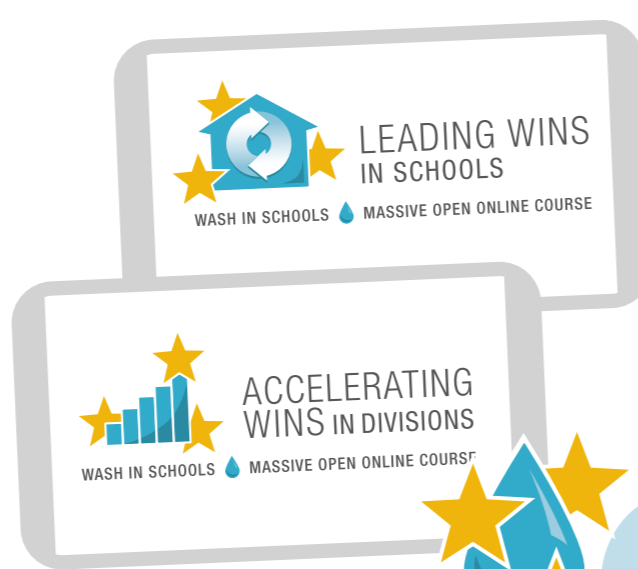 LEADING WINS
IN SCHOOLS
WASH IN SCHOOLS MASSIVE OPEN ONLINE COURSE
ACCELERATING
WINS IN DIVISIONS
WASH IN SCHOOLS MASSIVE OPEN ONLINE COURSE